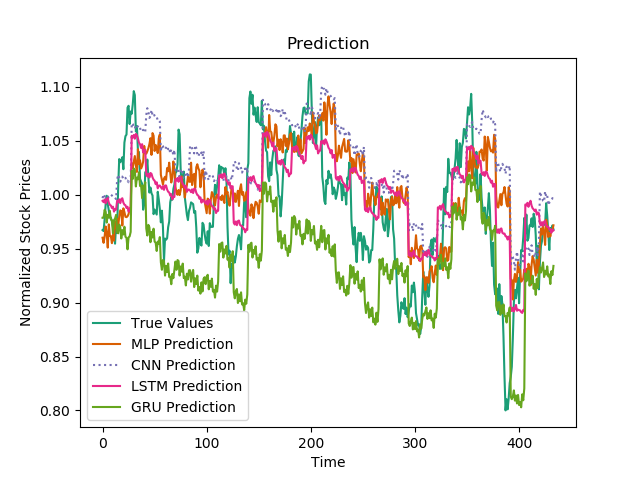 Prediction
Normalized Stock Prices
1.10
1.05
1.00
0.95
0.90
0.85
0.80
True Values
MLP Prediction
CNN Prediction
LSTM Prediction
GRU Prediction
0
100
200
300
400
Time